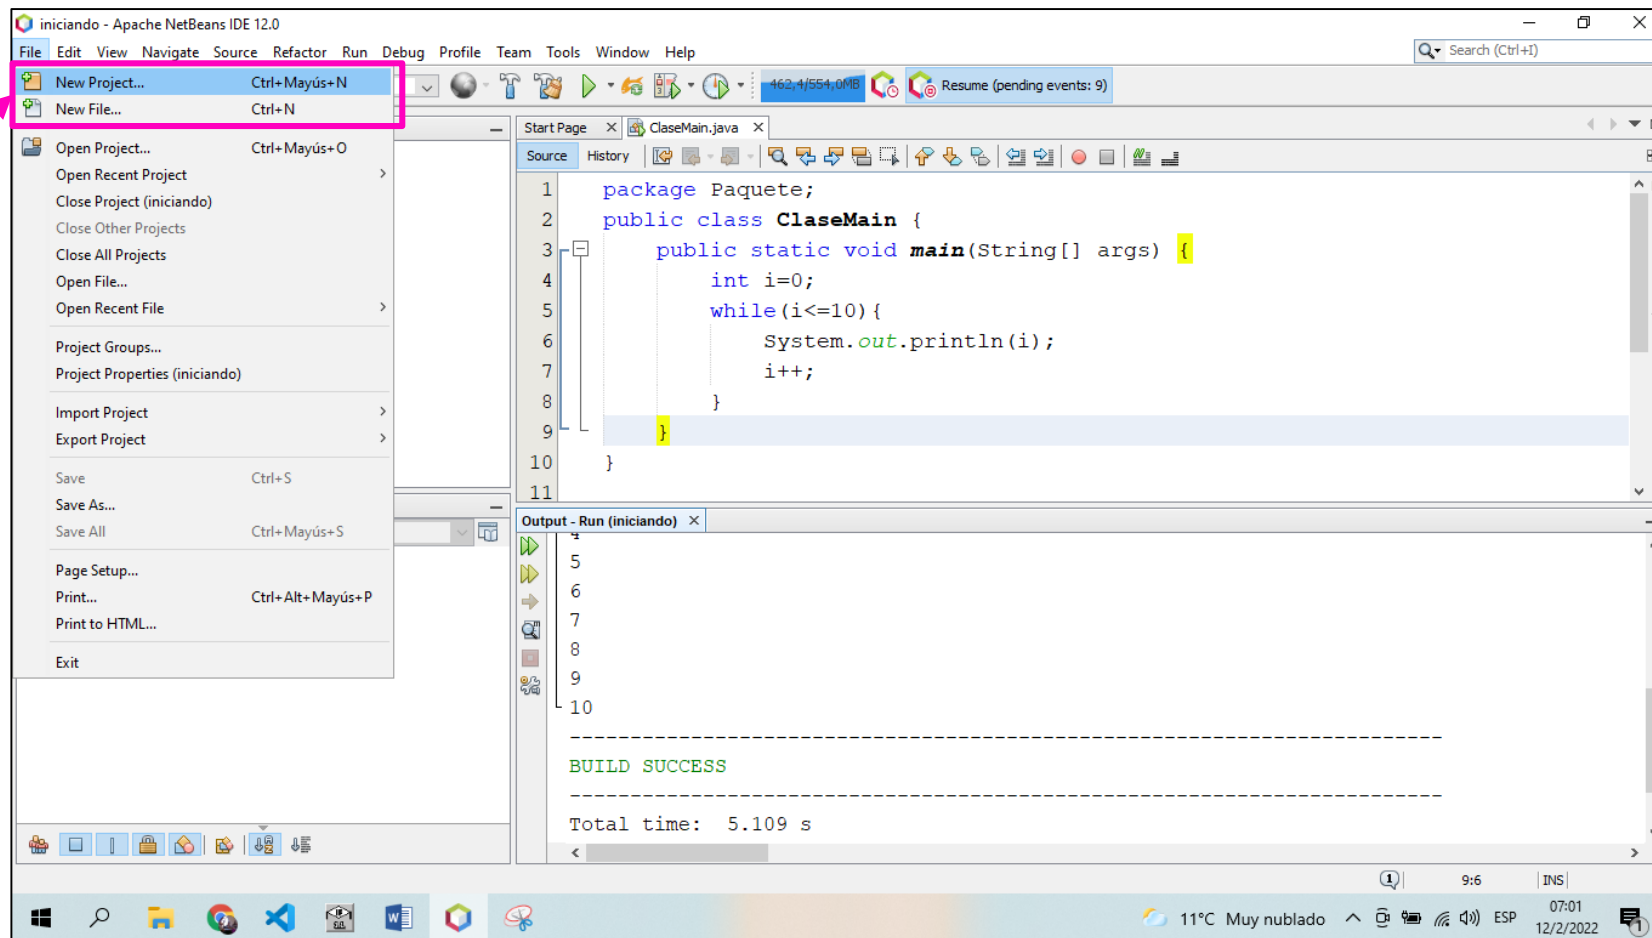 iniciando - Apache NetBeans IDE 12.0
File Edit View Navigate Source Refactor Run Debug Profile Team Tools Window Help
Search (Ctrl+I)
New Project... Ctrl+Mayús+N
New File... Ctrl+N
Open Project... Ctrl+Mayús+O
Open Recent Project
Close Project (iniciando)
Close Other Projects
Close All Projects
Open File...
Open Recent File
Project Groups...
Project Properties (iniciando)
Import Project
Export Project
Save Ctrl+S
Save As...
Save All Ctrl+Mayús+S
Page Setup...
Print... Ctrl+Alt+Mayús+P
Print to HTML...
Exit
462,4/554,0MB
Resume (pending events: 9)
Start Page ClaseMain.java
Source History
1 package Paquete;
2 public class ClaseMain {
3 public static void main(String[] args) {
4 int i=0;
5 while(i<=10){
6 System.out.println(i);
7 i++;
8 }
9 }
10 }
11
Output - Run (iniciando)
4
5
6
7
8
9
10
------------------------------------------------------------------------
BUILD SUCCESS
------------------------------------------------------------------------
Total time: 5.109 s
1 9:6 INS
11°C Muy nublado ESP 07:01
12/2/2022
1